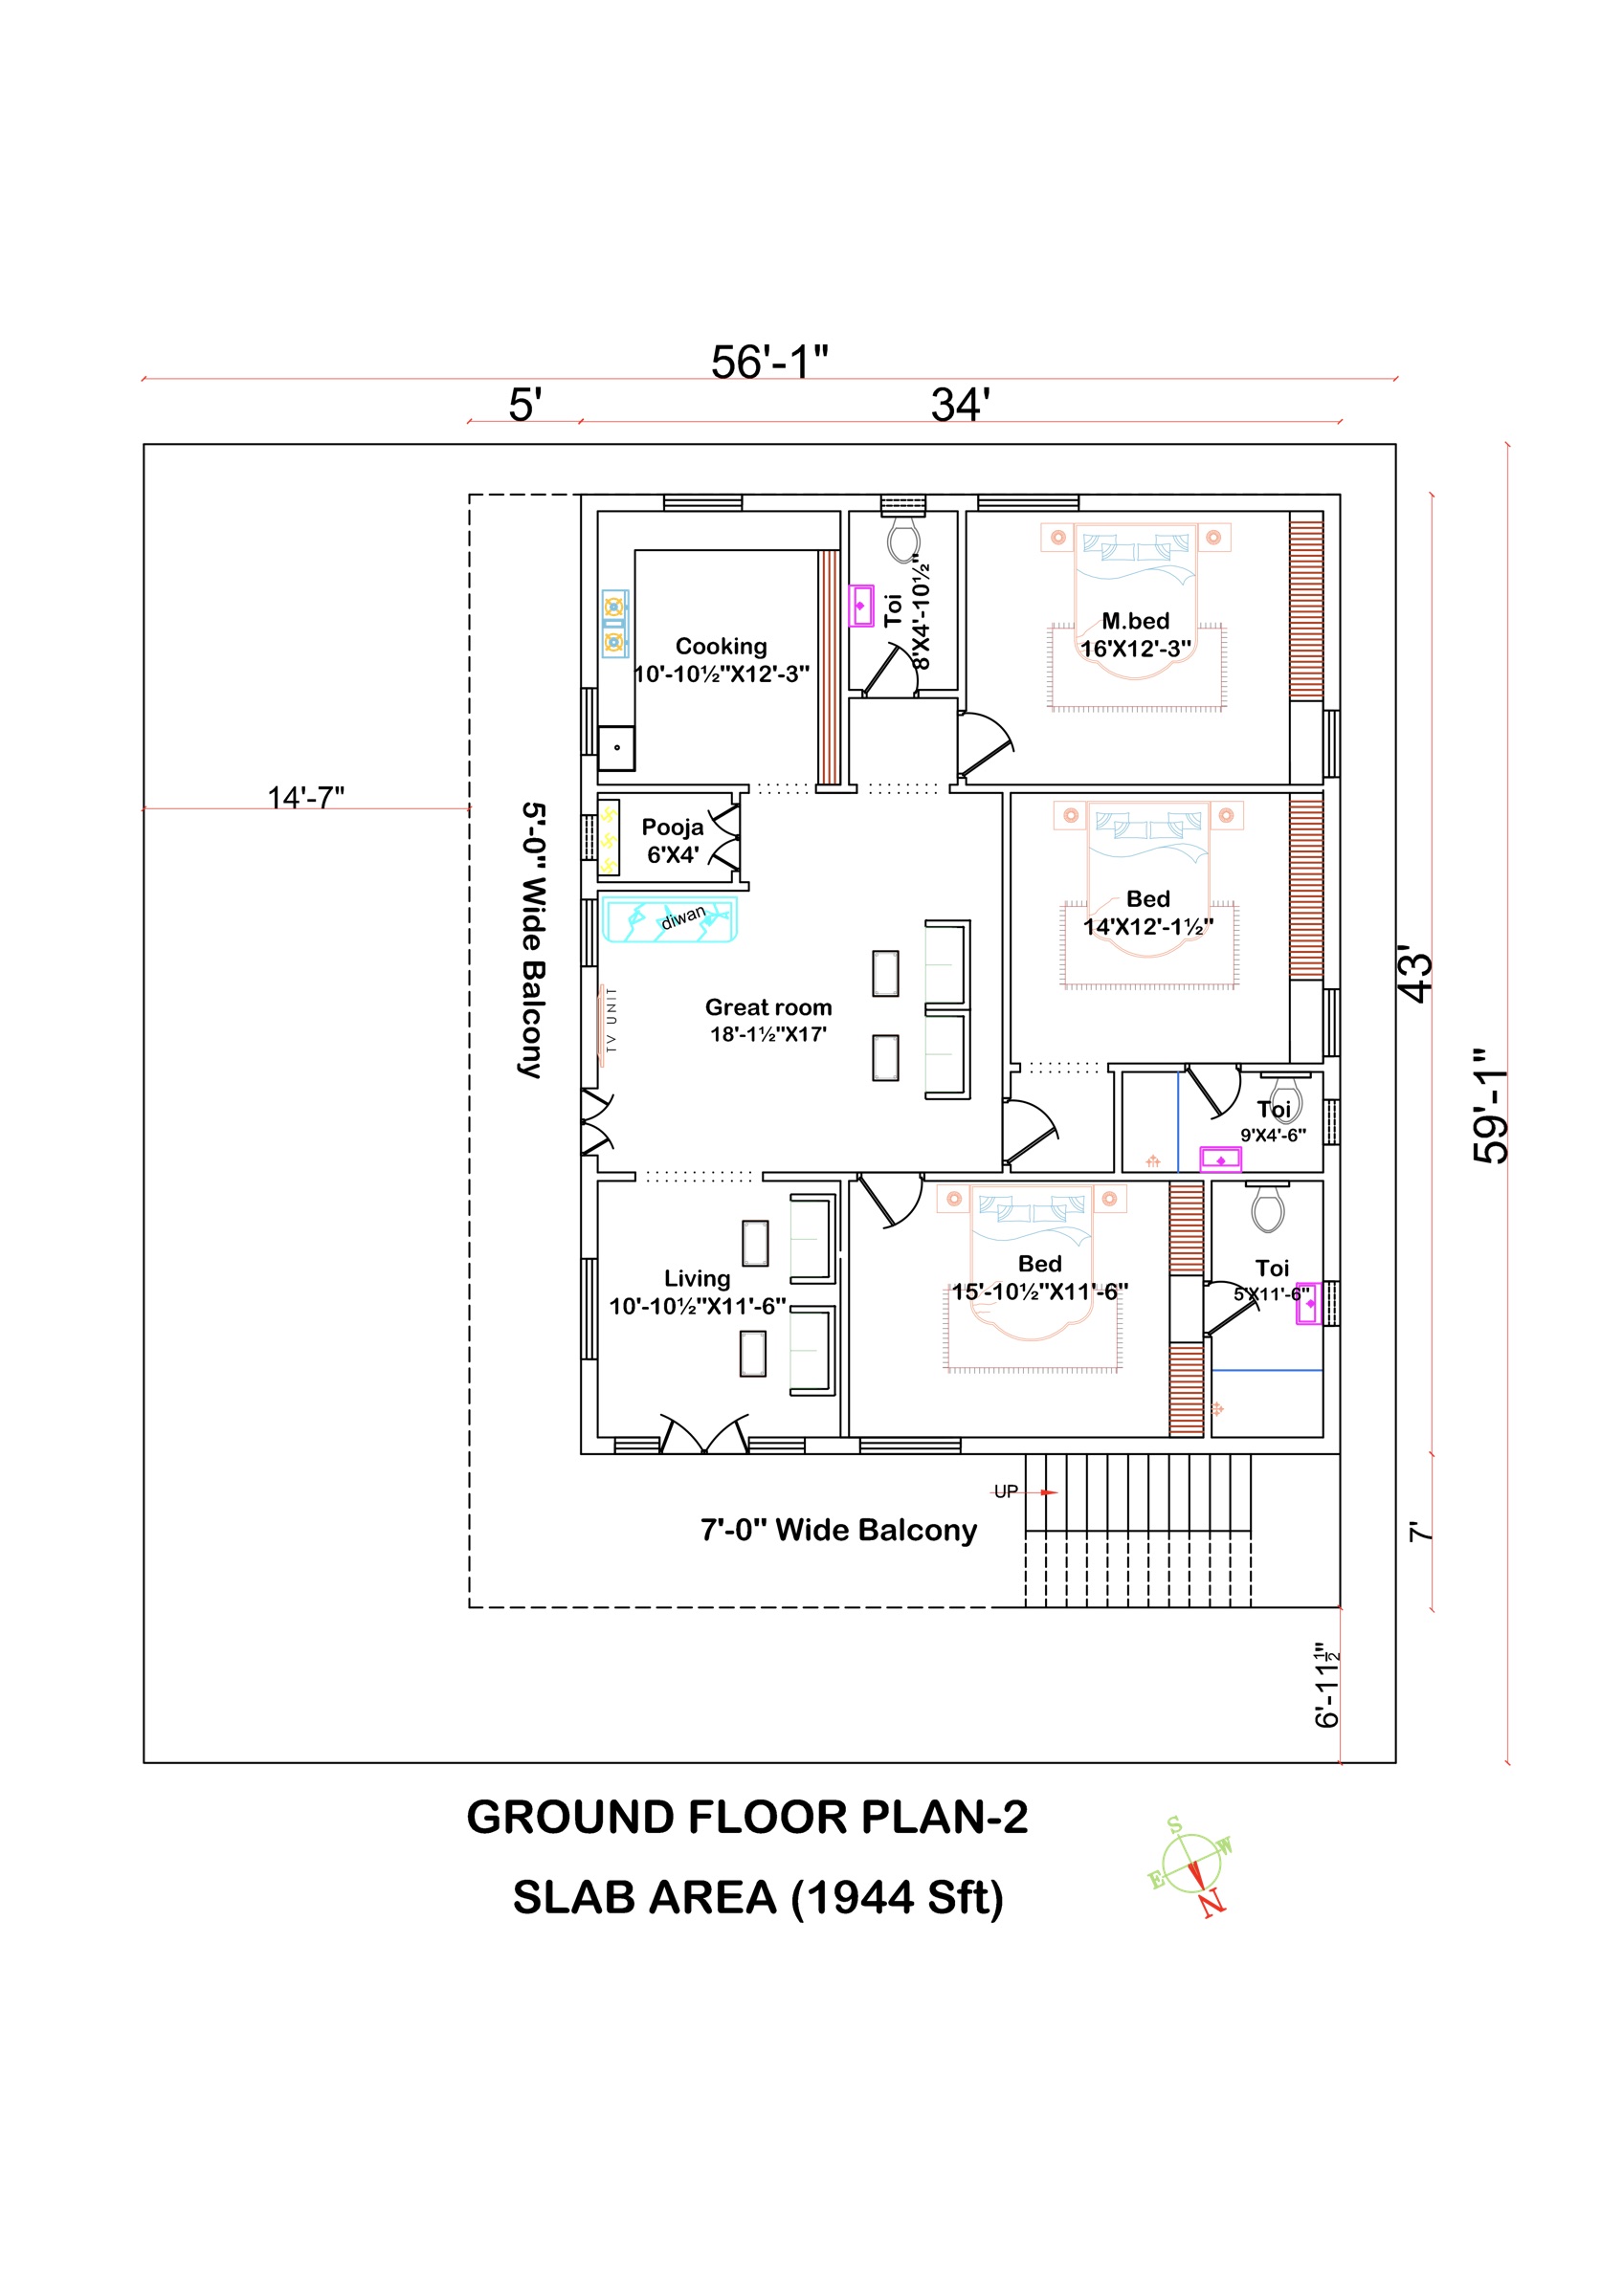 56'-1"
5'
34'
Toi
8'X4'-10½"
M.bed
16'X12'-3"
Cooking
10'-10½"X12'-3"
14'-7"
5'-0" Wide Balcony
Pooja
6'X4'
diwan
Bed
14'X12'-1½"
43'
59'-1"
TV UNIT
Great room
18'-1½"X17'
Toi
9'X4'-6"
Living
10'-10½"X11'-6"
Bed
15'-10½"X11'-6"
Toi
5'X11'-6"
UP
7'-0" Wide Balcony
7'
6'-11½"
GROUND FLOOR PLAN-2
SLAB AREA (1944 Sft)
S
W
E
N